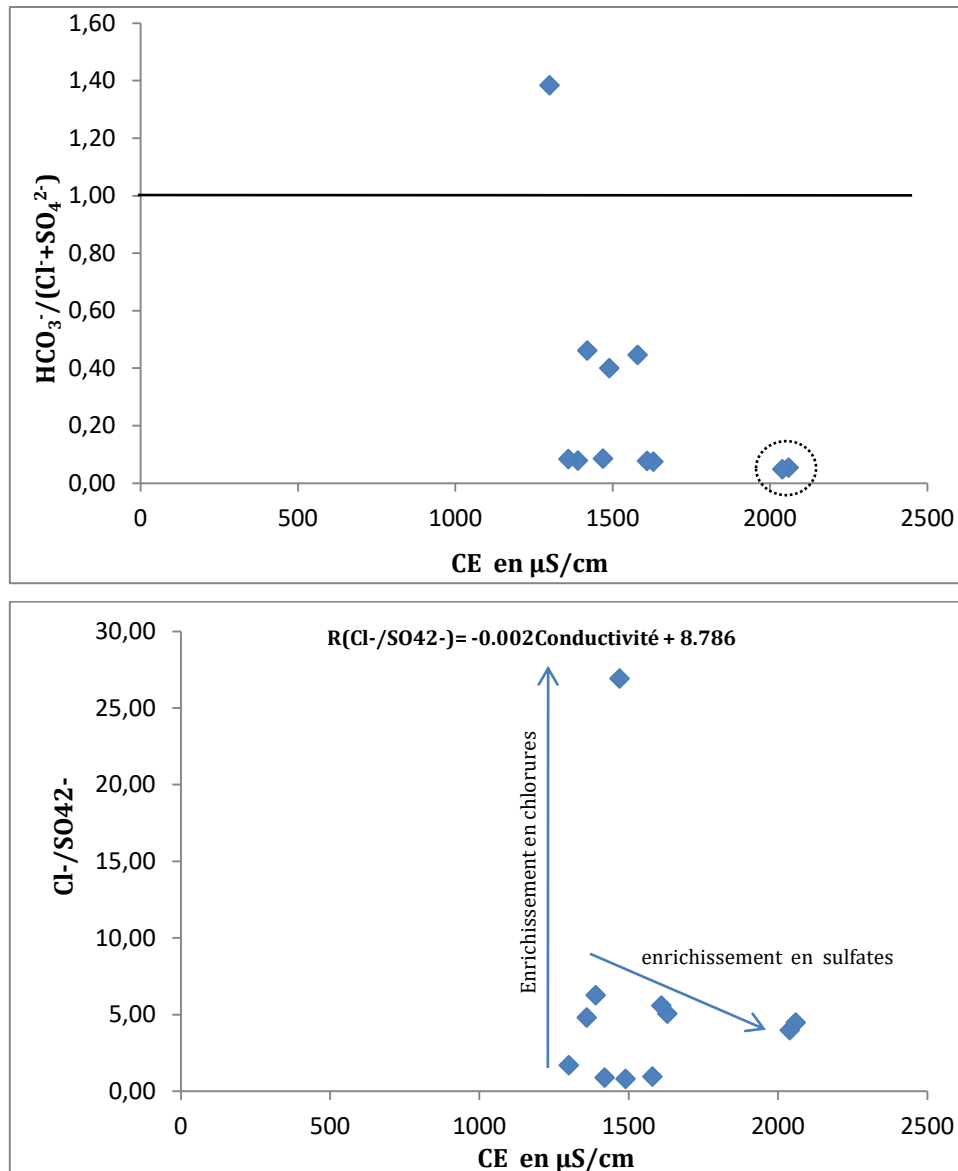 1,60
1,40
1,20
1,00
0,80
0,60
0,40
0,20
0,00
HCO₃⁻/(Cl⁻+SO₄²⁻)
0 500 1000 1500 2000 2500
CE en µS/cm
30,00
25,00
20,00
15,00
10,00
5,00
0,00
Cl-/SO42-
R(Cl-/SO42-)= -0.002Conductivité + 8.786
Enrichissement en chlorures
enrichissement en sulfates
0 500 1000 1500 2000 2500
CE en µS/cm